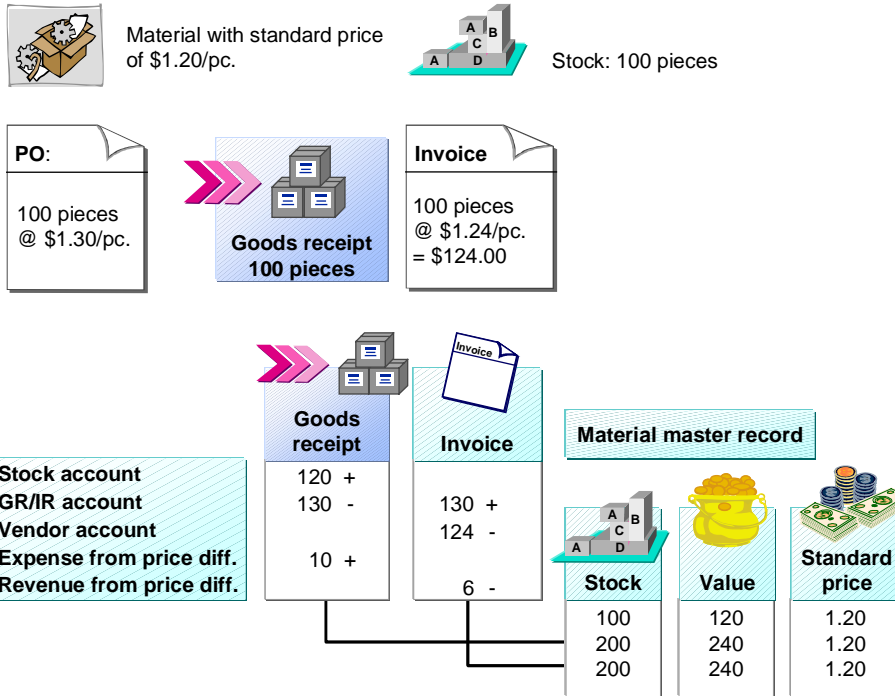 Material with standard price
of $1.20/pc.
A
B
C
A
D
Stock: 100 pieces
PO:
100 pieces
@ $1.30/pc.
Goods receipt
100 pieces
Invoice
100 pieces
@ $1.24/pc.
= $124.00
Goods
receipt
Invoice
Invoice
Material master record
Stock account
GR/IR account
Vendor account
Expense from price diff.
Revenue from price diff.
120 +
130 -
10 +
130 +
124 -
6 -
A
B
C
A
D
Stock
Value
Standard
price
100 120 1.20
200 240 1.20
200 240 1.20